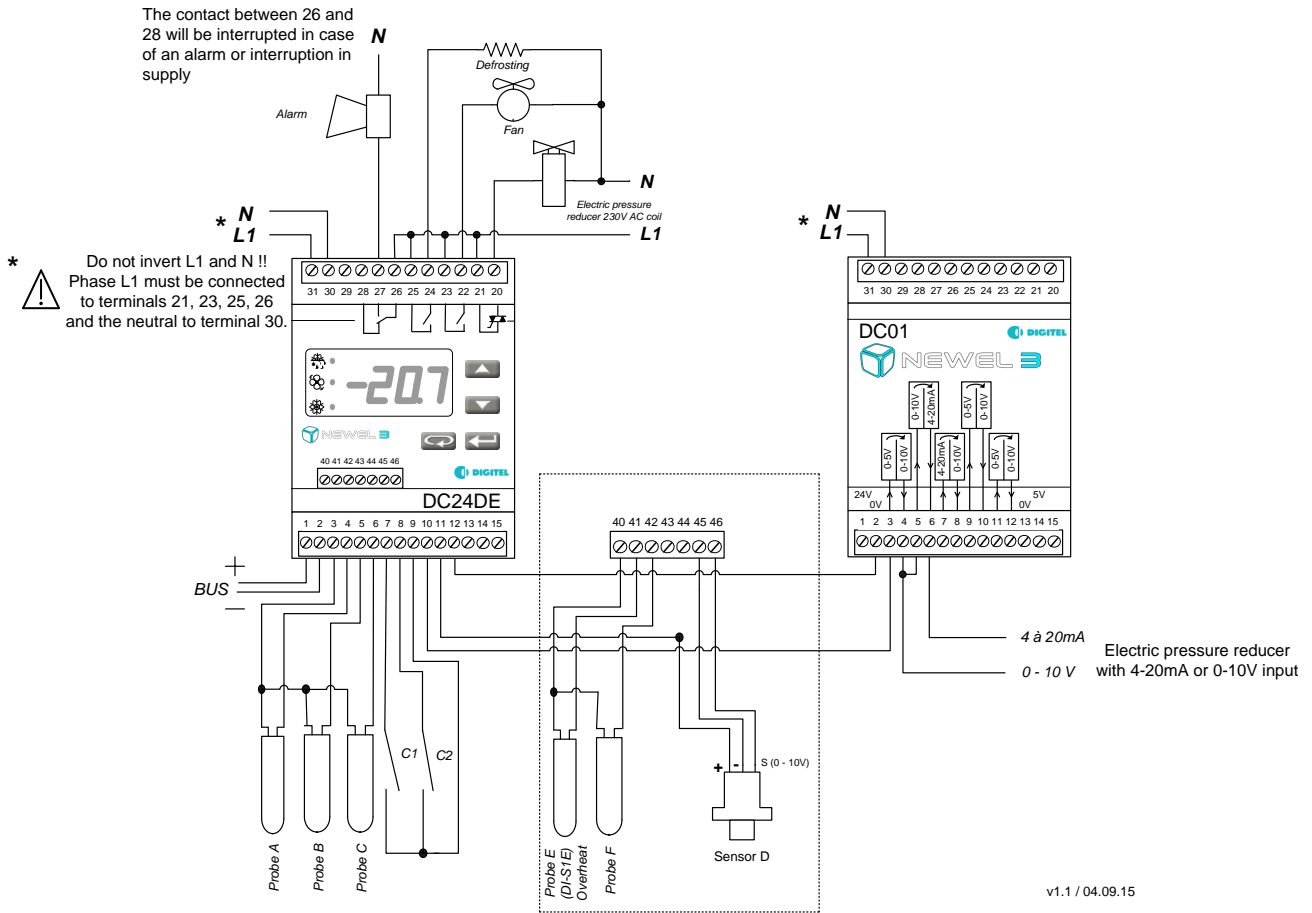 The contact between 26 and
28 will be interrupted in case
of an alarm or interruption in
supply
N
Defrosting
Alarm
Fan
N
Electric pressure
reducer 230V AC coil
L1
* N
L1
* N
L1
*
Do not invert L1 and N !!
Phase L1 must be connected
to terminals 21, 23, 25, 26
and the neutral to terminal 30.
31 30 29 28 27 26 25 24 23 22 21 20
-20.7
NEWEL 3
40 41 42 43 44 45 46
DIGITEL
DC24DE
1 2 3 4 5 6 7 8 9 10 11 12 13 14 15
31 30 29 28 27 26 25 24 23 22 21 20
DC01
DIGITEL
NEWEL 3
0-10V 4-20mA
0-5V 0-10V
0-5V 0-10V
4-20mA 0-10V
0-5V 0-10V
24V
0V
5V
0V
1 2 3 4 5 6 7 8 9 10 11 12 13 14 15
40 41 42 43 44 45 46
+
BUS
—
4 à 20mA
0 - 10 V
Electric pressure reducer
with 4-20mA or 0-10V input
C1
C2
+
-
S (0 - 10V)
Sensor D
Probe A
Probe B
Probe C
Probe E
(DI-S1E)
Overheat
Probe F
v1.1 / 04.09.15